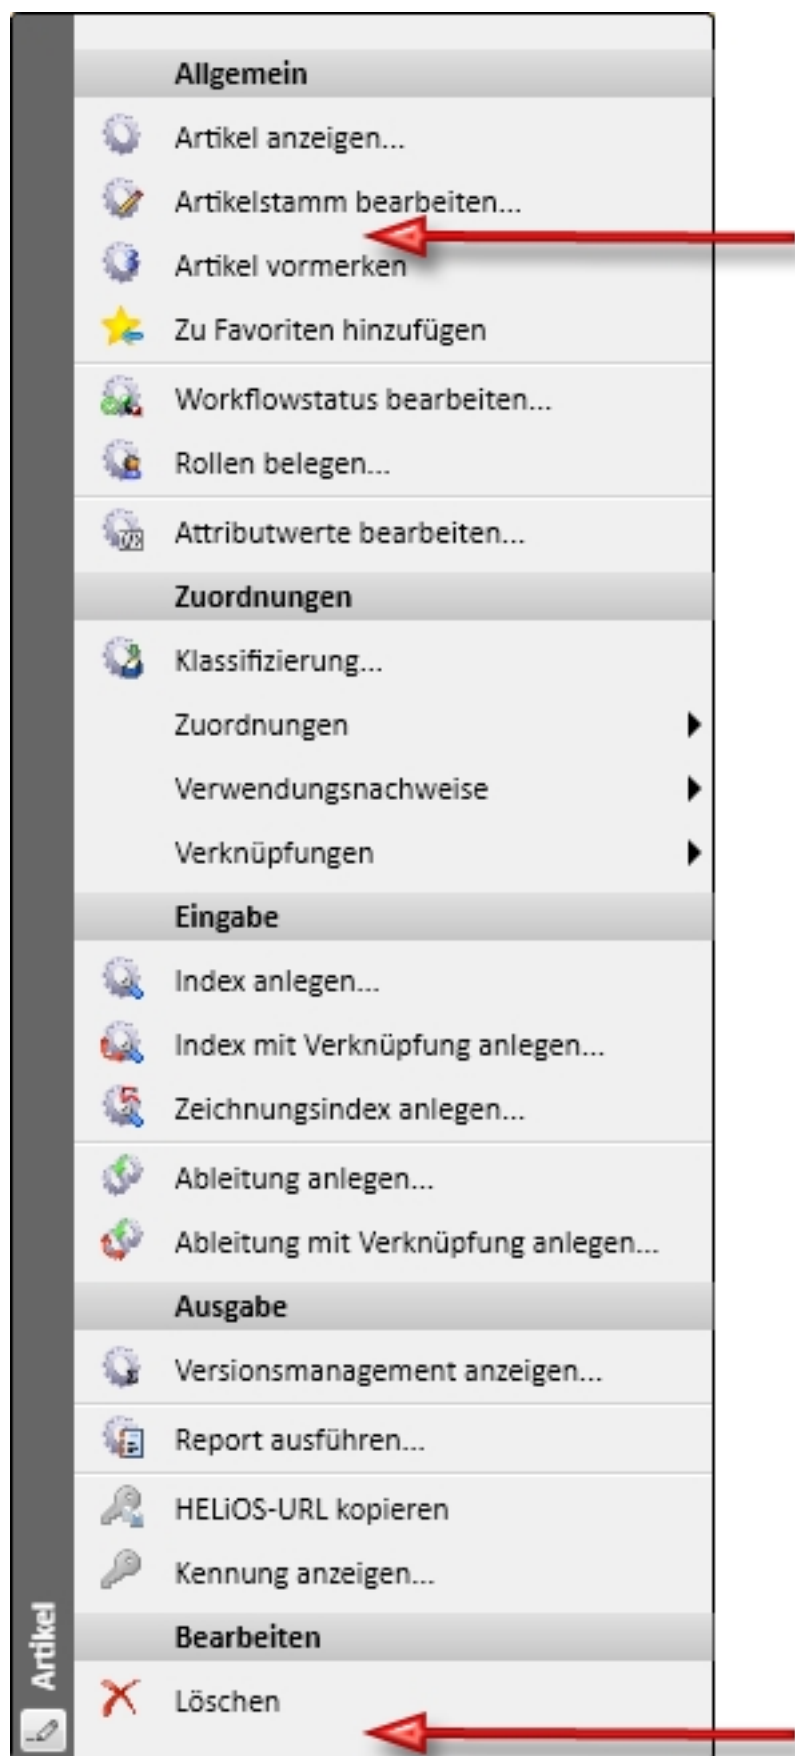 Allgemein
Artikel anzeigen...
Artikelstamm bearbeiten...
Artikel vormerken
Zu Favoriten hinzufügen
Workflowstatus bearbeiten...
Rollen belegen...
Attributwerte bearbeiten...
Zuordnungen
Klassifizierung...
Zuordnungen
Verwendungsnachweise
Verknüpfungen
Eingabe
Index anlegen...
Index mit Verknüpfung anlegen...
Zeichnungsindex anlegen...
Ableitung anlegen...
Ableitung mit Verknüpfung anlegen...
Ausgabe
Versionsmanagement anzeigen...
Report ausführen...
HELiOS-URL kopieren
Kennung anzeigen...
Bearbeiten
Löschen
Artikel